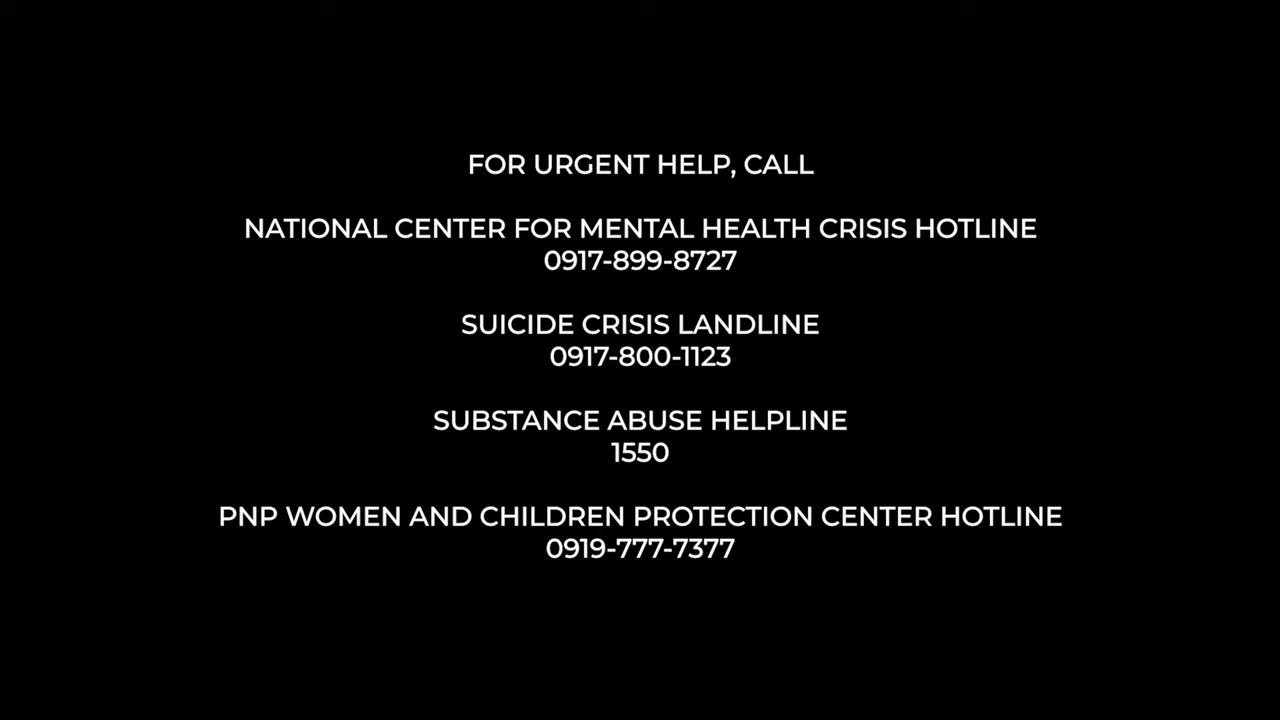 FOR URGENT HELP, CALL
NATIONAL CENTER FOR MENTAL HEALTH CRISIS HOTLINE
0917-899-8727
SUICIDE CRISIS LANDLINE
0917-800-1123
SUBSTANCE ABUSE HELPLINE
1550
PNP WOMEN AND CHILDREN PROTECTION CENTER HOTLINE
0919-777-7377